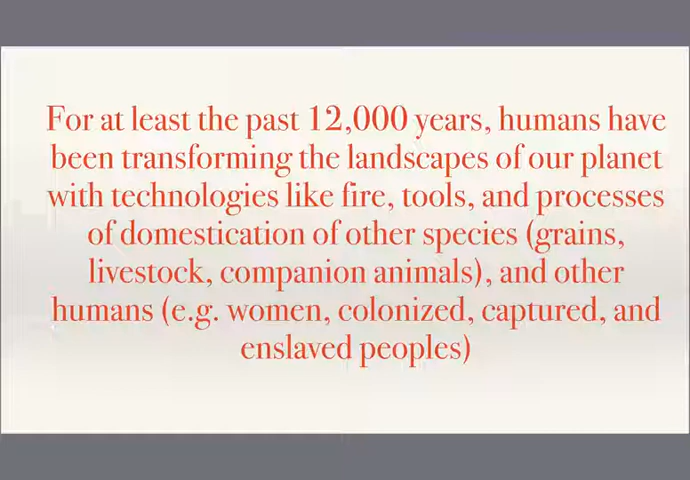 For at least the past 12,000 years, humans have
been transforming the landscapes of our planet
with technologies like fire, tools, and processes
of domestication of other species (grains,
livestock, companion animals), and other
humans (e.g. women, colonized, captured, and
enslaved peoples)